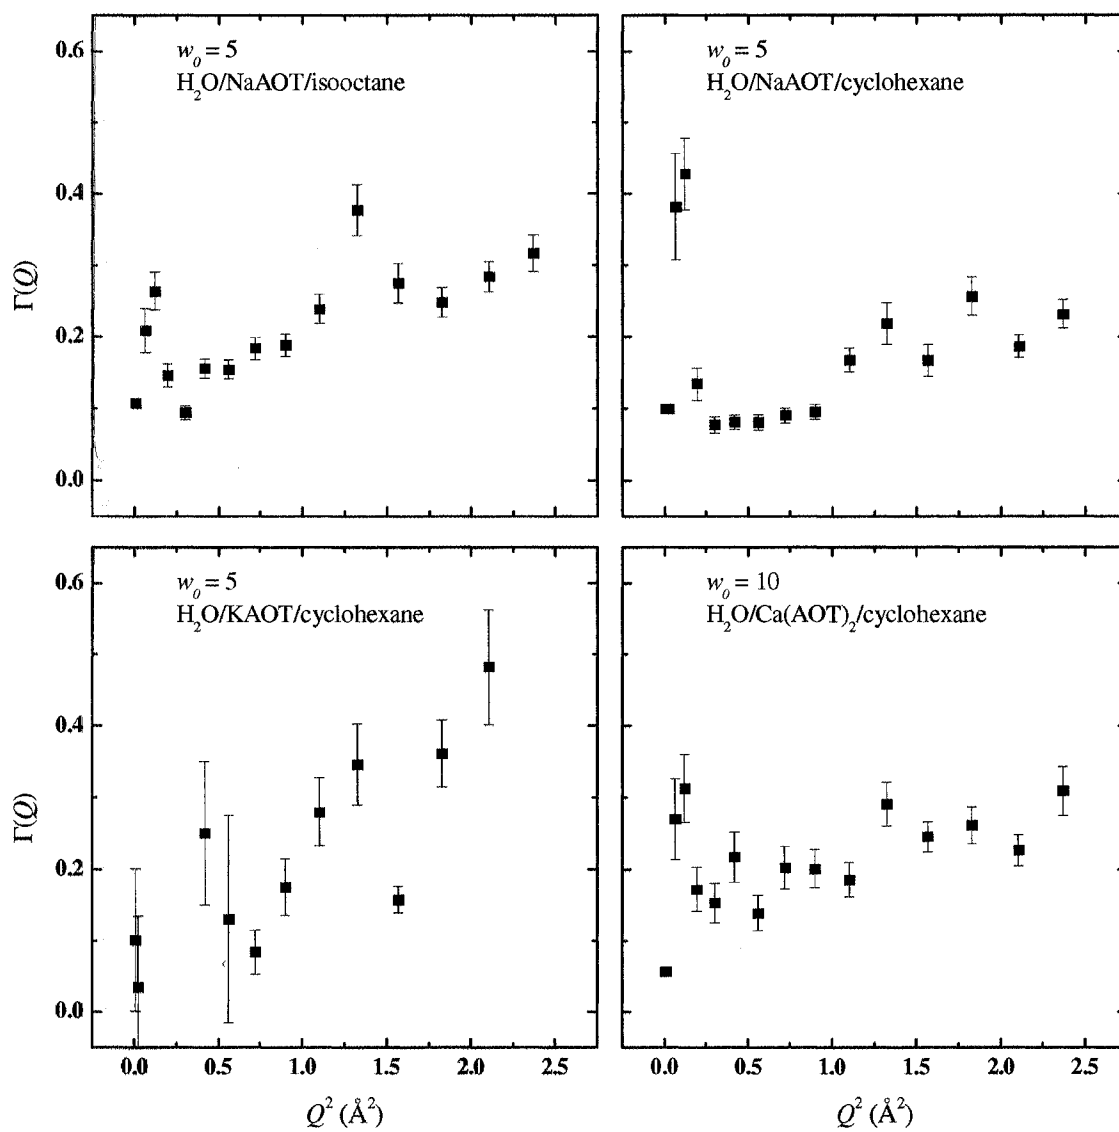 w₀ = 5
H₂O/NaAOT/isooctane
w₀ = 5
H₂O/NaAOT/cyclohexane
0.6
0.4
0.2
0.0
Γ(Q)
w₀ = 5
H₂O/KAOT/cyclohexane
w₀ = 10
H₂O/Ca(AOT)₂/cyclohexane
0.6
0.4
0.2
0.0
Γ(Q)
0.0 0.5 1.0 1.5 2.0 2.5
0.0 0.5 1.0 1.5 2.0 2.5
Q² (Å²)
Q² (Å²)